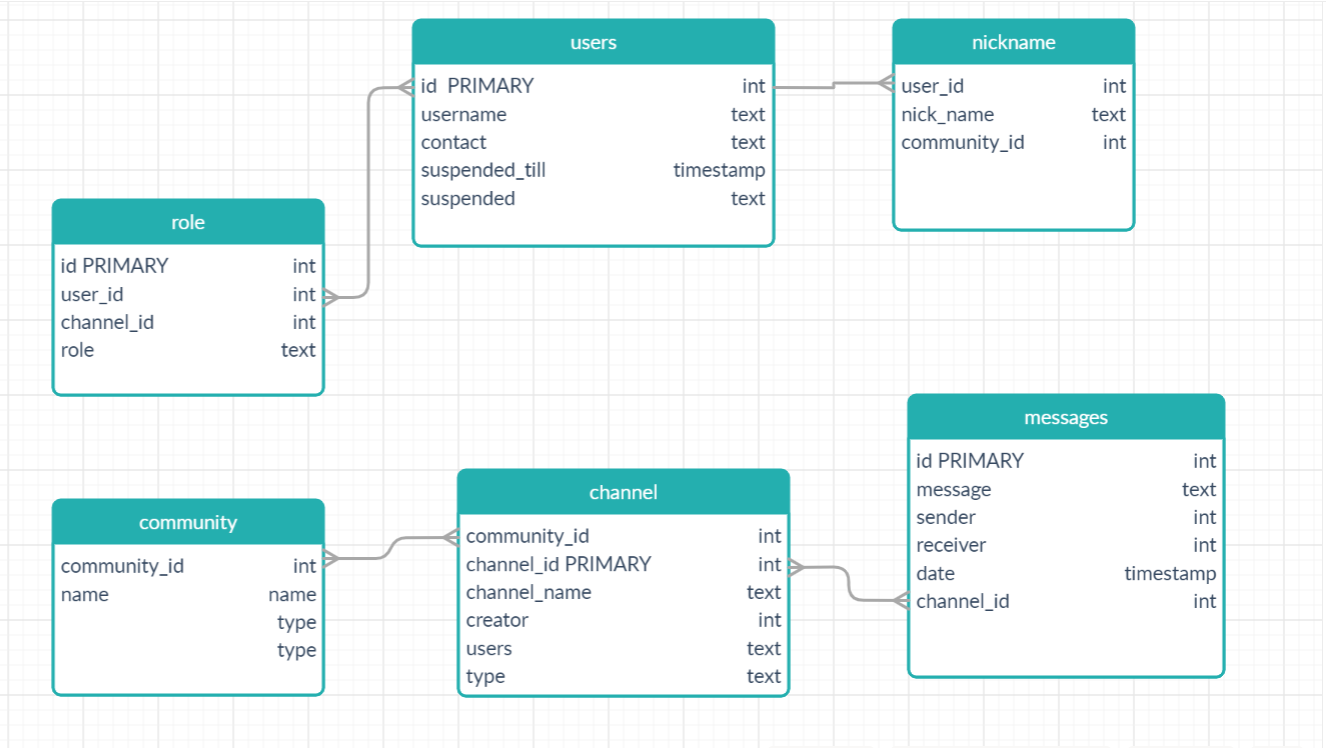 users
id PRIMARY int
username text
contact text
suspended_till timestamp
suspended text
nickname
user_id int
nick_name text
community_id int
role
id PRIMARY int
user_id int
channel_id int
role text
messages
id PRIMARY int
message text
sender int
receiver int
date timestamp
channel_id int
community
community_id int
name name
type
type
channel
community_id int
channel_id PRIMARY int
channel_name text
creator int
users text
type text